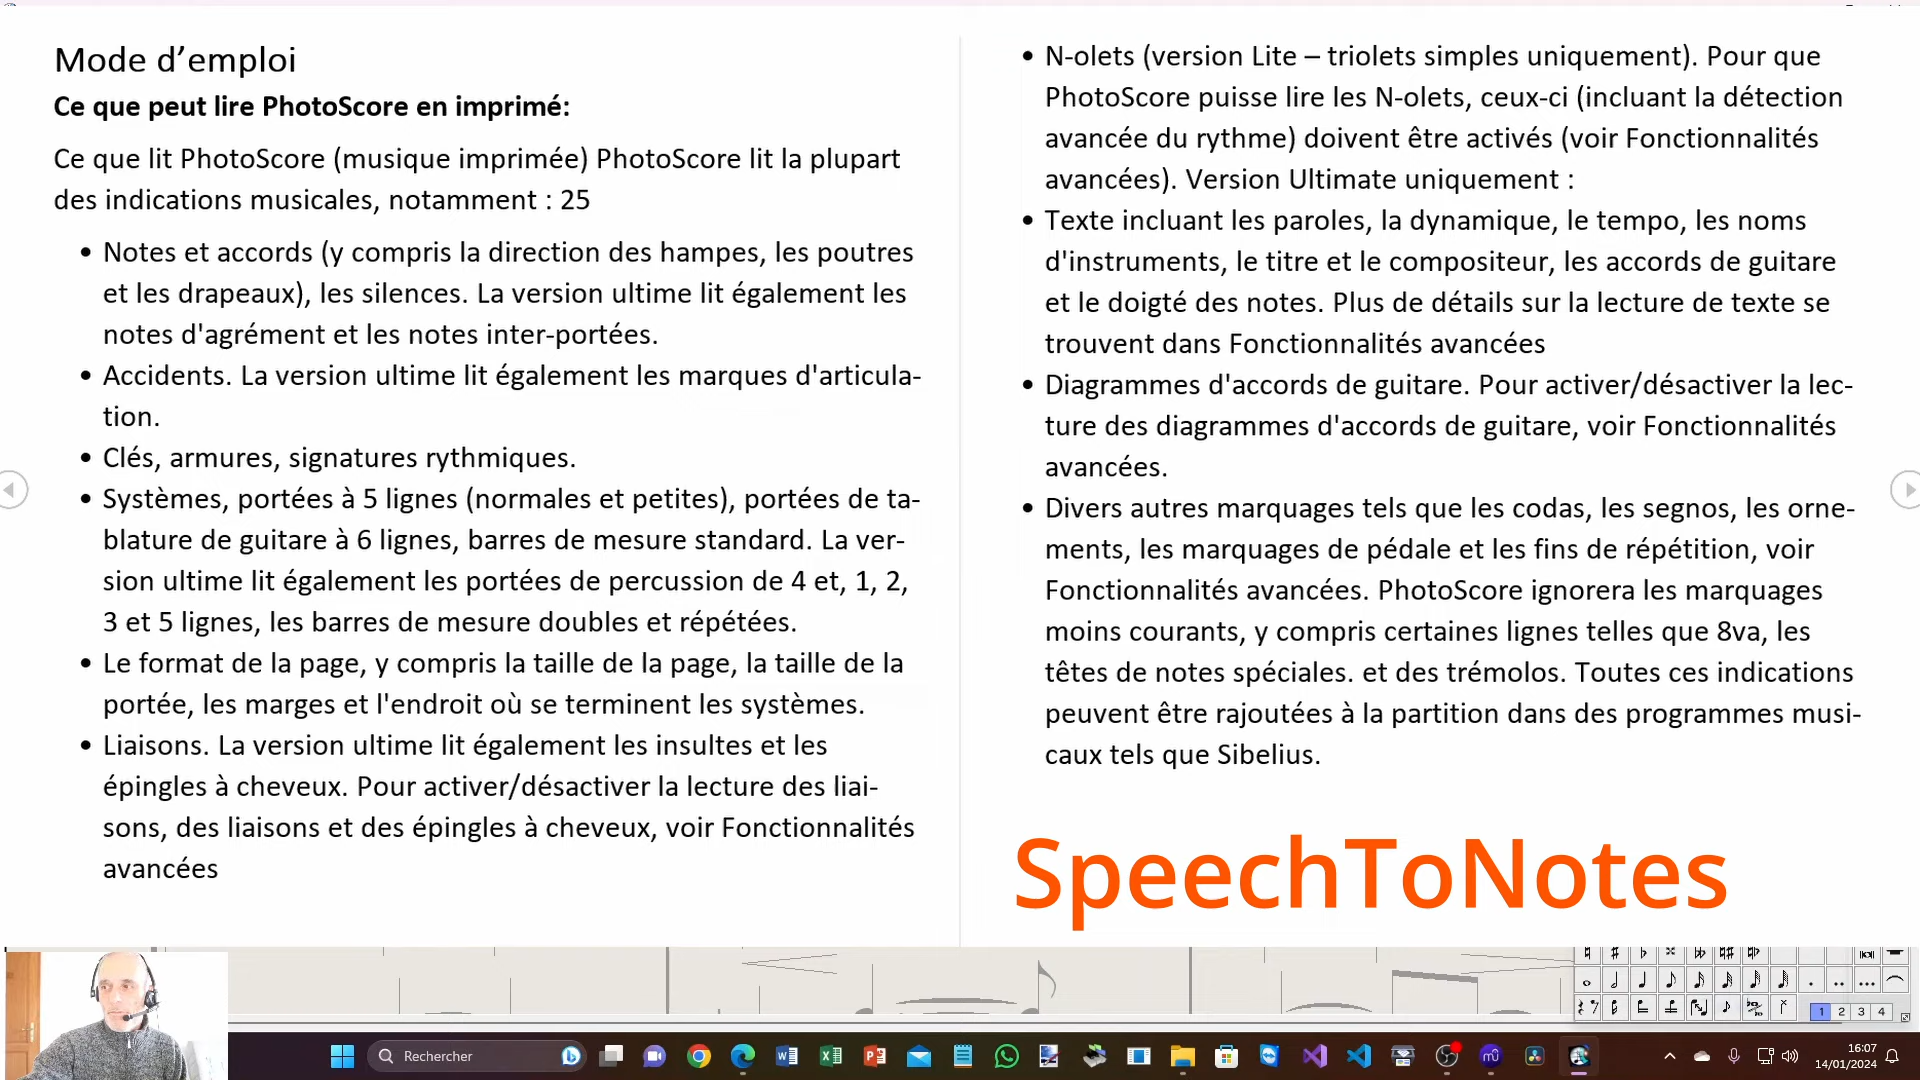 Mode d’emploi
Ce que peut lire PhotoScore en imprimé:
Ce que lit PhotoScore (musique imprimée) PhotoScore lit la plupart
des indications musicales, notamment : 25
• Notes et accords (y compris la direction des hampes, les poutres
et les drapeaux), les silences. La version ultime lit également les
notes d'agrément et les notes inter-portées.
• Accidents. La version ultime lit également les marques d'articula-
tion.
• Clés, armures, signatures rythmiques.
• Systèmes, portées à 5 lignes (normales et petites), portées de ta-
blature de guitare à 6 lignes, barres de mesure standard. La ver-
sion ultime lit également les portées de percussion de 4 et, 1, 2,
3 et 5 lignes, les barres de mesure doubles et répétées.
• Le format de la page, y compris la taille de la page, la taille de la
portée, les marges et l'endroit où se terminent les systèmes.
• Liaisons. La version ultime lit également les insultes et les
épingles à cheveux. Pour activer/désactiver la lecture des liai-
sons, des liaisons et des épingles à cheveux, voir Fonctionnalités
avancées
• N-olets (version Lite – triolets simples uniquement). Pour que
PhotoScore puisse lire les N-olets, ceux-ci (incluant la détection
avancée du rythme) doivent être activés (voir Fonctionnalités
avancées). Version Ultimate uniquement :
• Texte incluant les paroles, la dynamique, le tempo, les noms
d'instruments, le titre et le compositeur, les accords de guitare
et le doigté des notes. Plus de détails sur la lecture de texte se
trouvent dans Fonctionnalités avancées
• Diagrammes d'accords de guitare. Pour activer/désactiver la lec-
ture des diagrammes d'accords de guitare, voir Fonctionnalités
avancées.
• Divers autres marquages tels que les codas, les segnos, les orne-
ments, les marquages de pédale et les fins de répétition, voir
Fonctionnalités avancées. PhotoScore ignorera les marquages
moins courants, y compris certaines lignes telles que 8va, les
têtes de notes spéciales. et des trémolos. Toutes ces indications
peuvent être rajoutées à la partition dans des programmes musi-
caux tels que Sibelius.
SpeechToNotes
1 2 3 4
Rechercher
16:07
14/01/2024